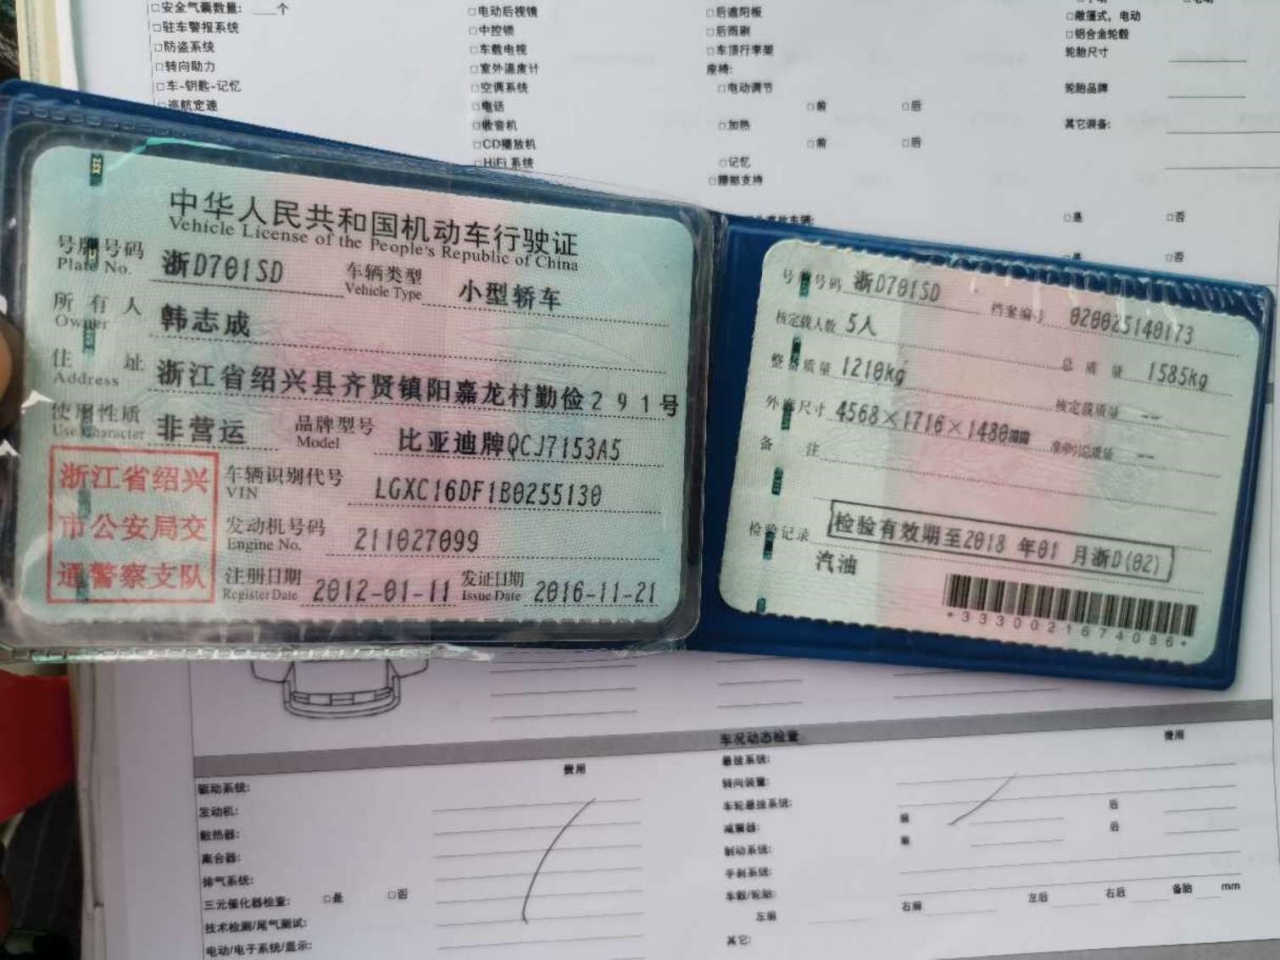 □安全气囊数量: ___个
□驻车警报系统
□防盗系统
□转向助力
□车-钥匙-记忆
□巡航定速
□电动后视镜
□中控锁
□车载电视
□室外温度计
□空调系统
□电话
□收音机
□CD播放机
□HiFi 系统
□后遮阳板
□后雨刷
□车顶行李架
座椅:
□电动调节
□前 □后
□加热
□前 □后
□记忆
□腰部支持
□敞篷式，电动
□铝合金轮毂
轮胎尺寸
轮胎品牌
其它装备:
□是 □否
□是 □否
中华人民共和国机动车行驶证
Vehicle License of the People's Republic of China
号牌号码 浙D701SD 车辆类型 小型轿车
Plate No. Vehicle Type
所有人 韩志成
Owner
住址 浙江省绍兴县齐贤镇阳嘉龙村勤俭291号
Address
使用性质 非营运 品牌型号 比亚迪牌QCJ7153A5
Use Character Model
浙江省绍兴
市公安局交
通警察支队
车辆识别代号 LGXC16DF1B0255130
VIN
发动机号码 211027099
Engine No.
注册日期 2012-01-11 发证日期 2016-11-21
Register Date Issue Date
号牌号码 浙D701SD 档案编号 020025140173
核定载人数 5人 总质量 1585kg
整备质量 1210kg 核定载质量 --
外廓尺寸 4568×1716×1480mm 准牵引总质量 --
备注
检验记录 检验有效期至2018 年01 月浙D(02)
汽油
*3330021674086*
费用
驱动系统:
发动机:
散热器:
离合器:
排气系统:
三元催化器检查: □是 □否
技术检测/尾气测试:
电动/电子系统/显示:
车况动态检查 费用
悬挂系统:
转向装置:
车轮悬挂系统: 前 后
减震器: 前 后
制动系统:
手刹系统:
车毂/轮胎:
左前 右前 左后 右后 备胎 mm
其它: